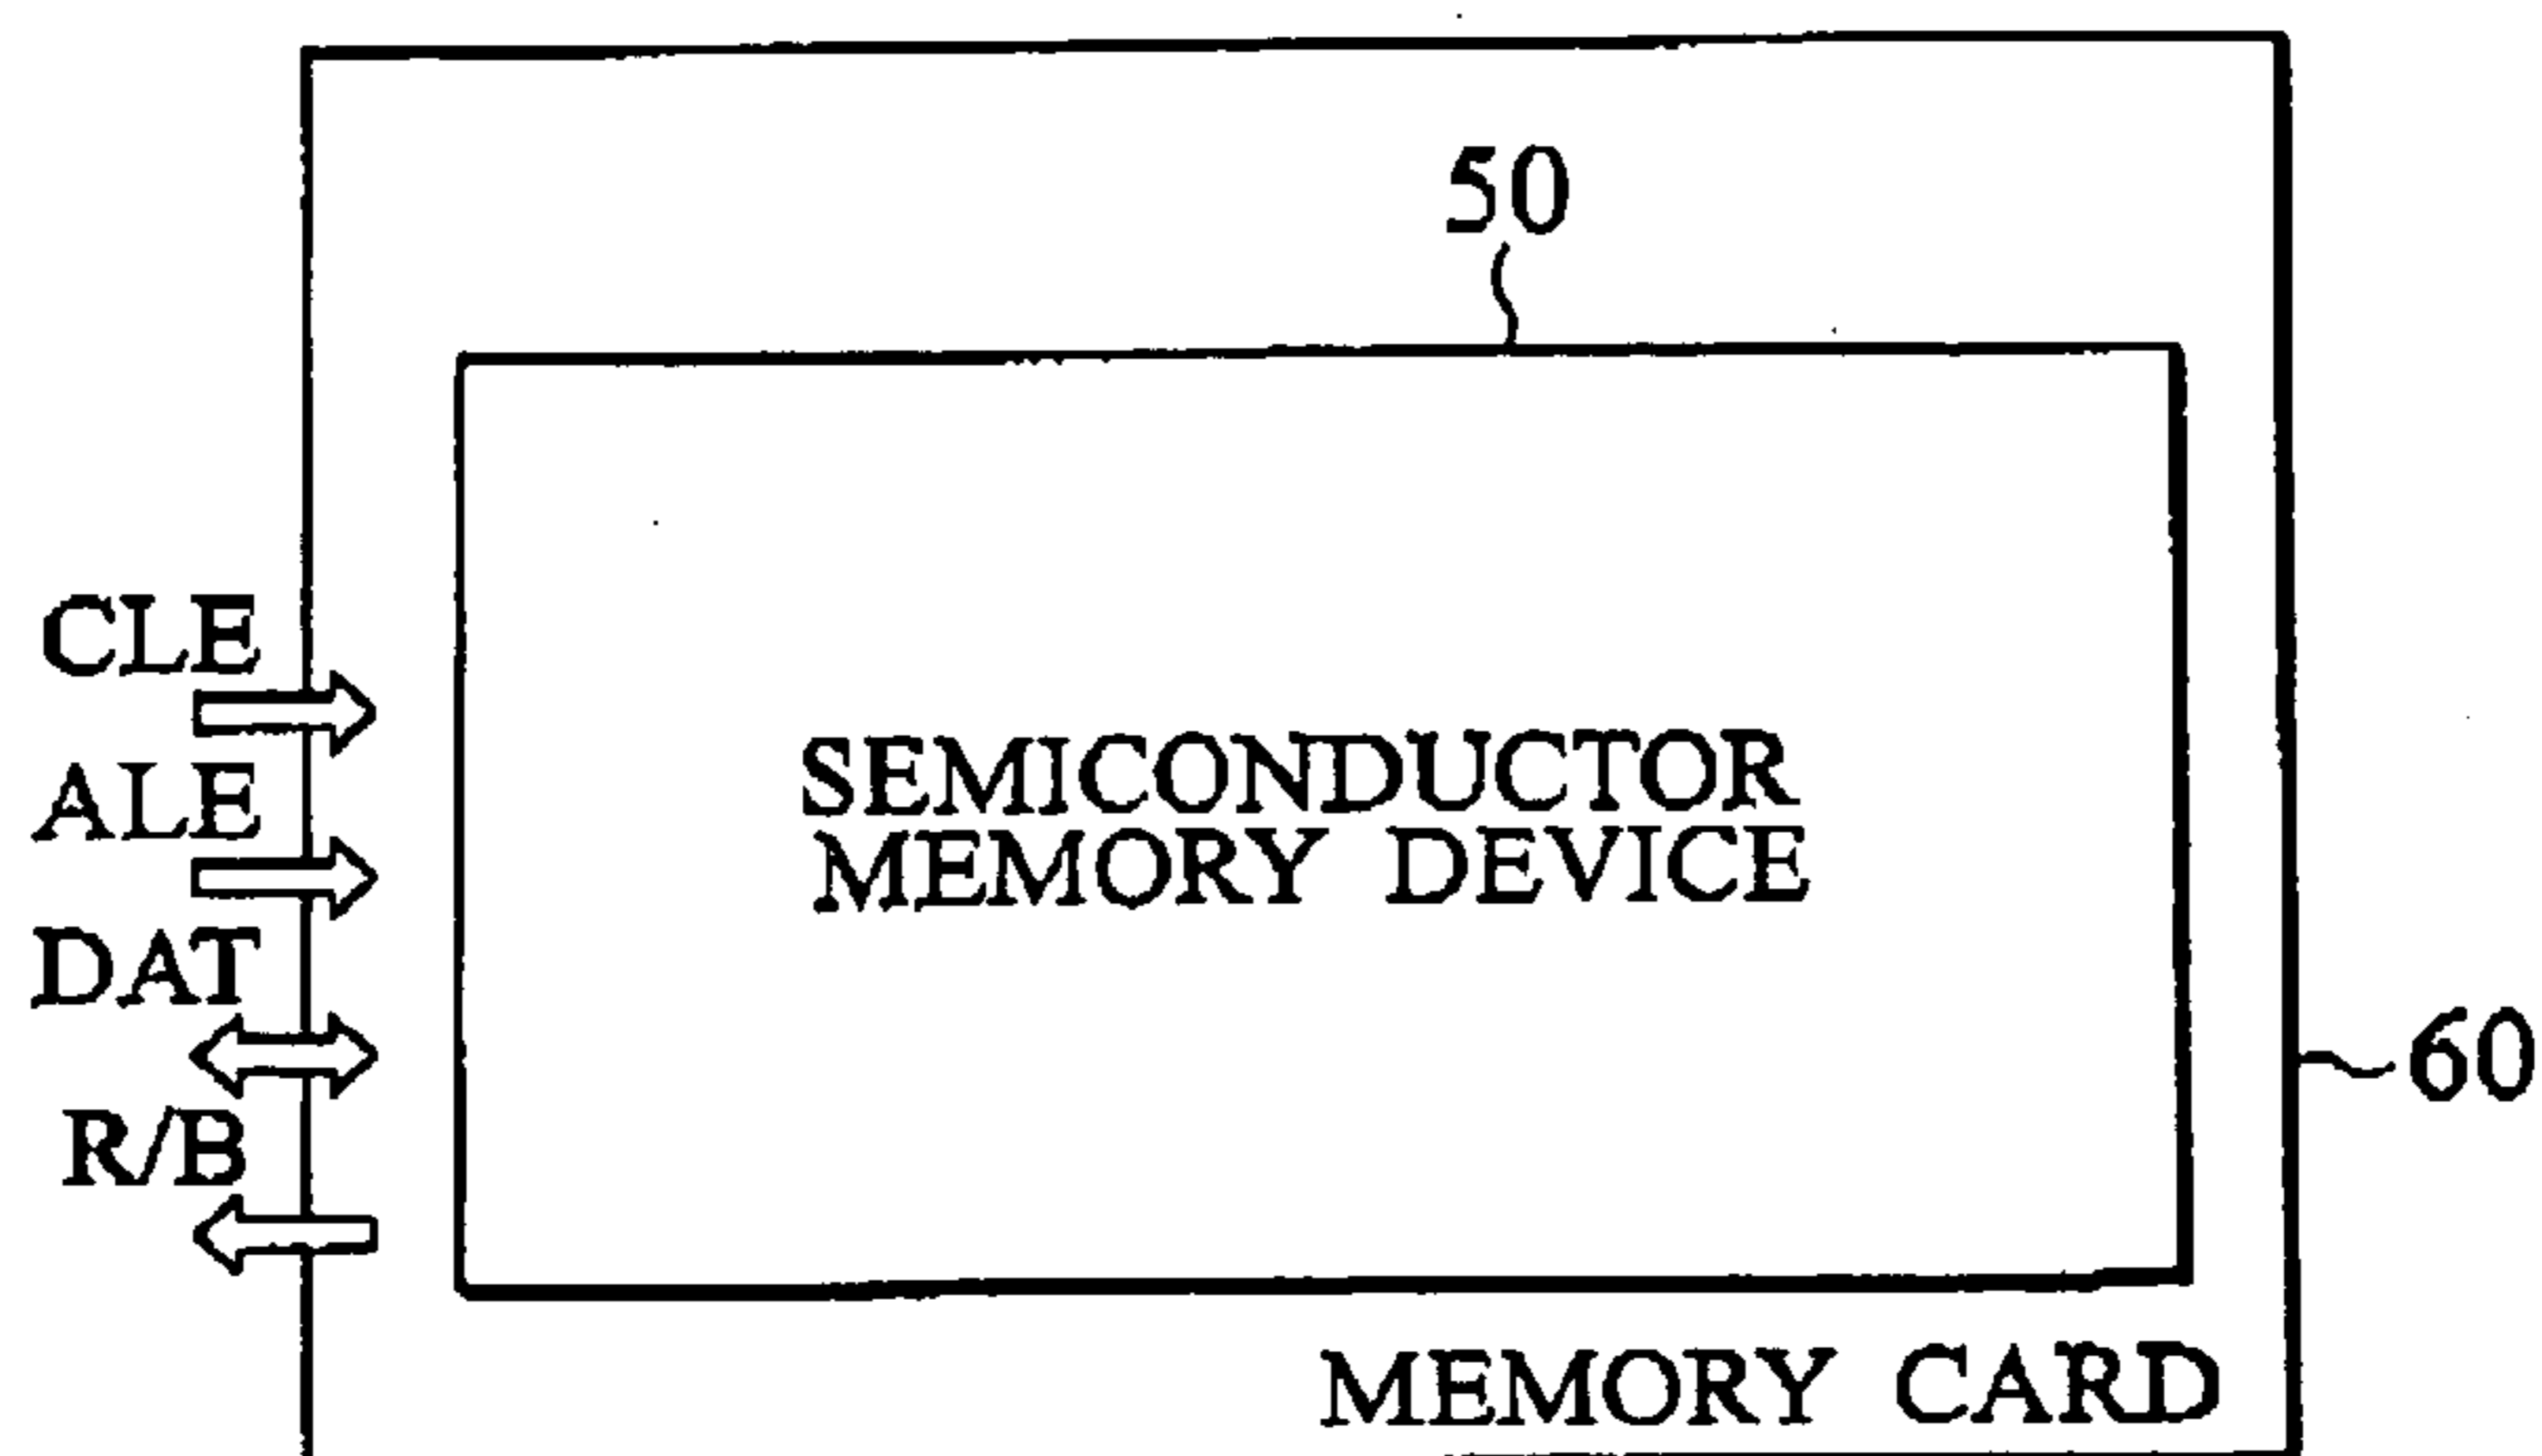 50
CLE
ALE
DAT
R/B
SEMICONDUCTOR
MEMORY DEVICE
60
MEMORY CARD